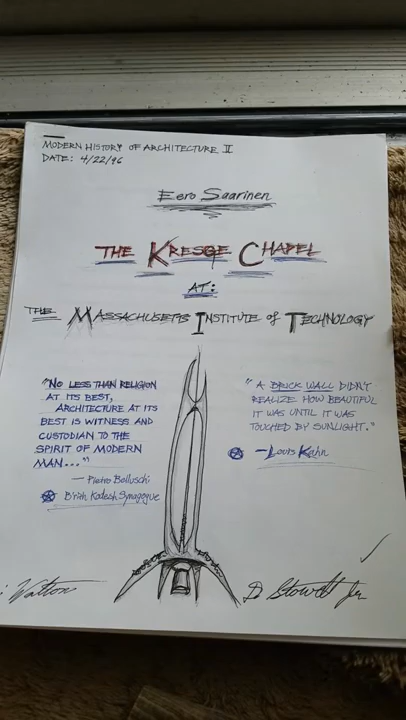 MODERN HISTORY OF ARCHITECTURE II
DATE: 4/22/96
Eero Saarinen
THE KRESGE CHAPEL
AT:
THE MASSACHUSETTS INSTITUTE of TECHNOLOGY
"NO LESS THAN RELIGION
AT ITS BEST,
ARCHITECTURE AT ITS
BEST IS WITNESS AND
CUSTODIAN TO THE
SPIRIT OF MODERN
MAN..."
— Pietro Belluschi
B'rith Kodesh Synagogue
"A BRICK WALL DIDN'T
REALIZE HOW BEAUTIFUL
IT WAS UNTIL IT WAS
TOUCHED BY SUNLIGHT."
— Louis Kahn